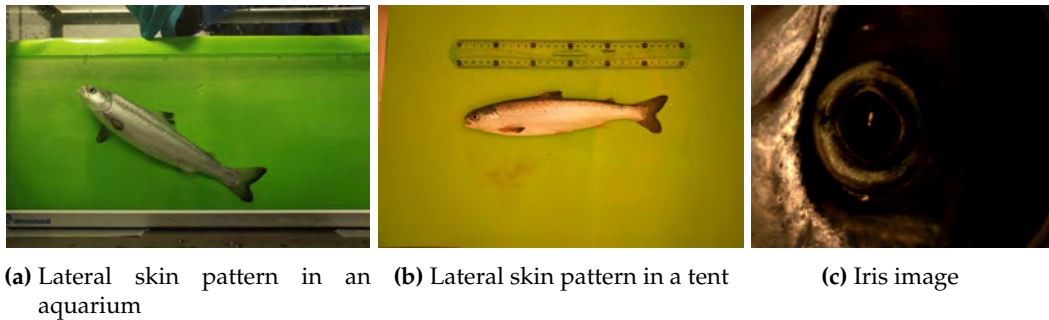 (a) Lateral skin pattern in an
aquarium
(b) Lateral skin pattern in a tent
(c) Iris image